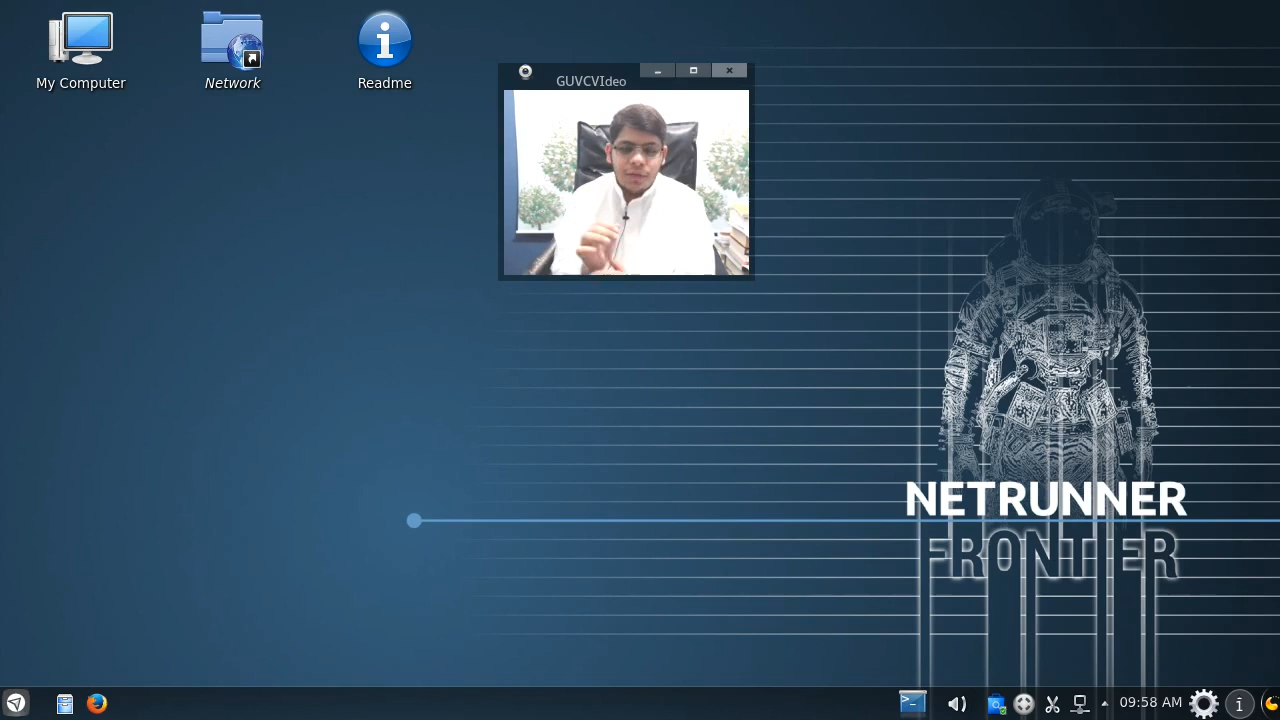 My Computer
Network
Readme
GUVCVIdeo
NETRUNNER
FRONTIER
09:58 AM